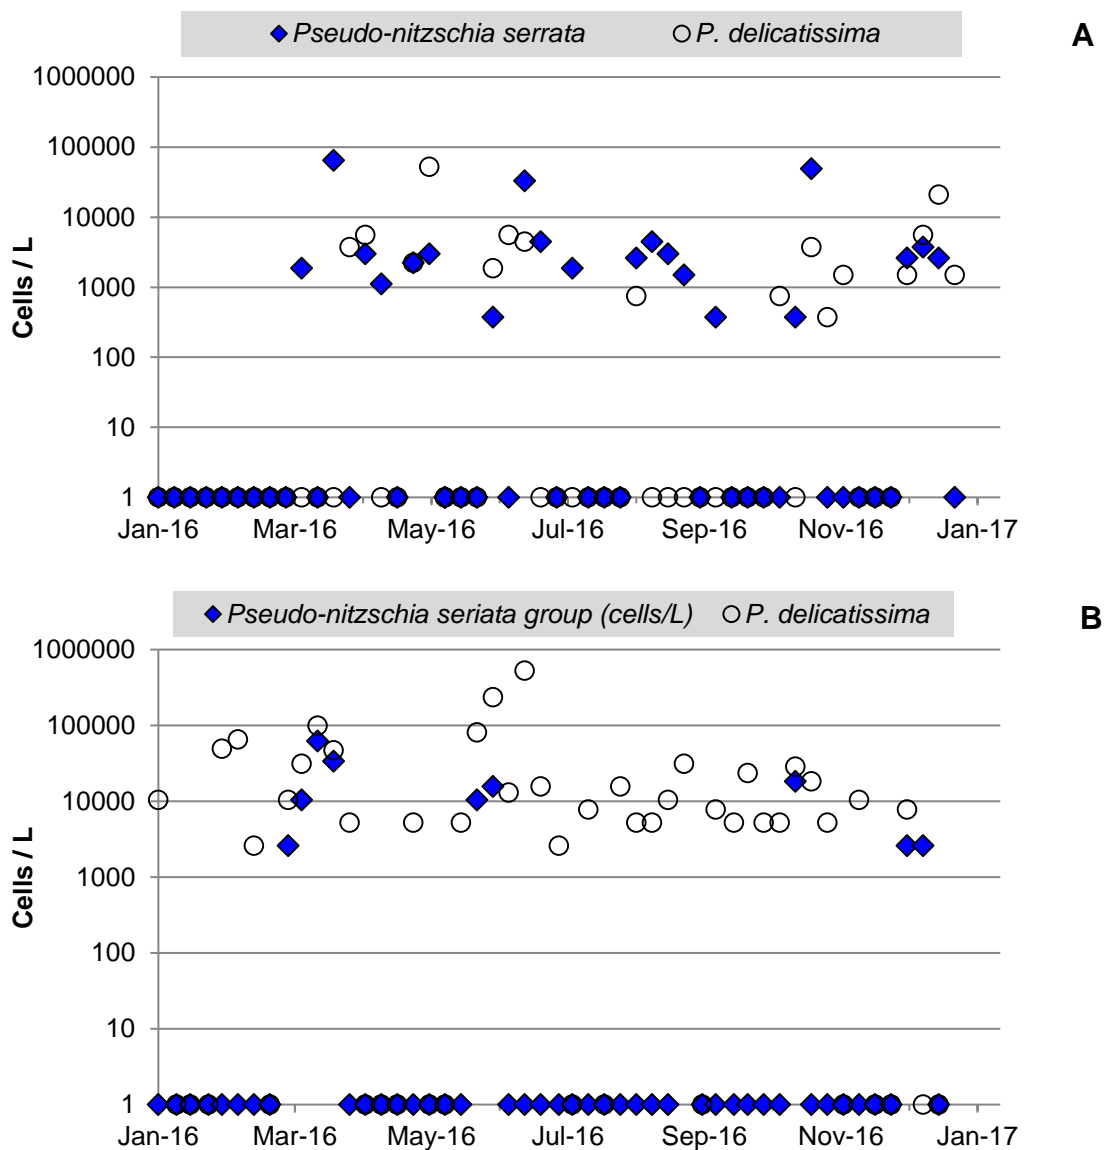 Pseudo-nitzschia serrata P. delicatissima
A
1000000
100000
10000
1000
100
10
1
Cells / L
Jan-16 Mar-16 May-16 Jul-16 Sep-16 Nov-16 Jan-17
Pseudo-nitzschia seriata group (cells/L) P. delicatissima
B
1000000
100000
10000
1000
100
10
1
Cells / L
Jan-16 Mar-16 May-16 Jul-16 Sep-16 Nov-16 Jan-17